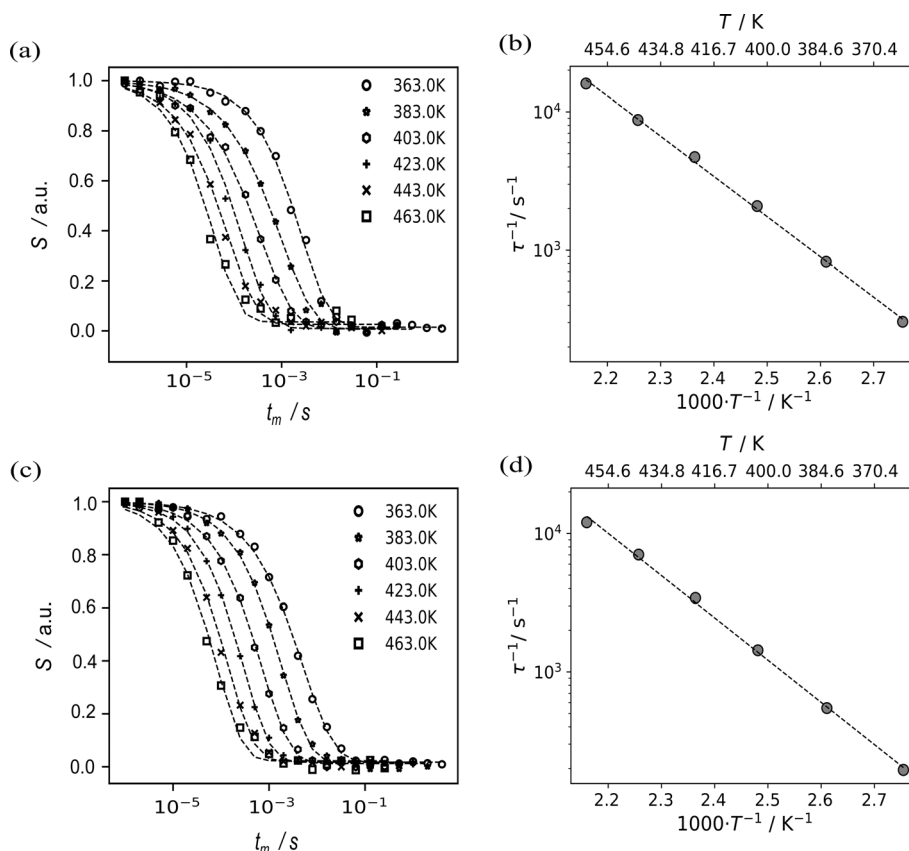 (a)
1.0
0.8
0.6
0.4
0.2
0.0
S / a.u.
363.0K
383.0K
403.0K
423.0K
443.0K
463.0K
10⁻⁵ 10⁻³ 10⁻¹
tₘ / s
(b)
T / K
454.6 434.8 416.7 400.0 384.6 370.4
10⁴
10³
τ⁻¹/ s⁻¹
2.2 2.3 2.4 2.5 2.6 2.7
1000·T⁻¹ / K⁻¹
(c)
1.0
0.8
0.6
0.4
0.2
0.0
S / a.u.
363.0K
383.0K
403.0K
423.0K
443.0K
463.0K
10⁻⁵ 10⁻³ 10⁻¹
tₘ / s
(d)
T / K
454.6 434.8 416.7 400.0 384.6 370.4
10⁴
10³
τ⁻¹/ s⁻¹
2.2 2.3 2.4 2.5 2.6 2.7
1000·T⁻¹ / K⁻¹